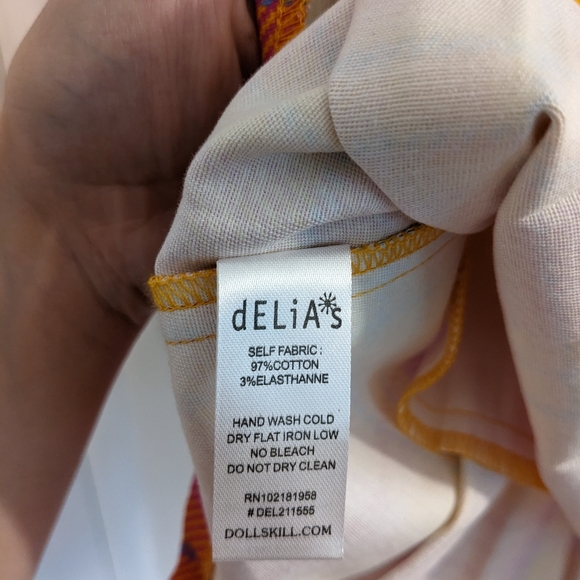 dELiA*s
SELF FABRIC :
97%COTTON
3%ELASTHANNE
HAND WASH COLD
DRY FLAT IRON LOW
NO BLEACH
DO NOT DRY CLEAN
RN102181958
# DEL211555
DOLLSKILL.COM